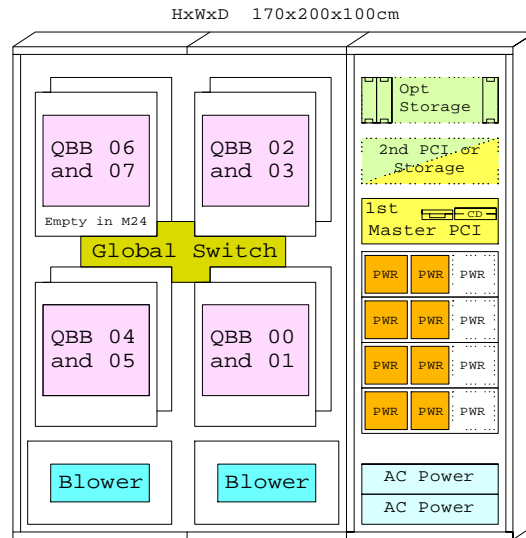 HxWxD 170x200x100cm
QBB 06
and 07
Empty in M24
QBB 02
and 03
Global Switch
QBB 04
and 05
QBB 00
and 01
Blower
Blower
Opt
Storage
2nd PCI or
Storage
1st
CD
Master PCI
PWR PWR PWR
PWR PWR PWR
PWR PWR PWR
PWR PWR PWR
AC Power
AC Power